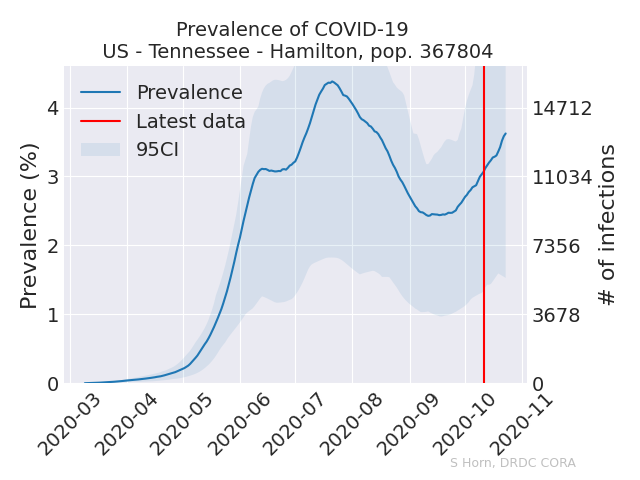 Prevalence of COVID-19
US - Tennessee - Hamilton, pop. 367804
Prevalence
Latest data
95CI
Prevalence (%)
4
3
2
1
0
14712
11034
7356
3678
0
# of infections
2020-03
2020-04
2020-05
2020-06
2020-07
2020-08
2020-09
2020-10
2020-11
S Horn, DRDC CORA